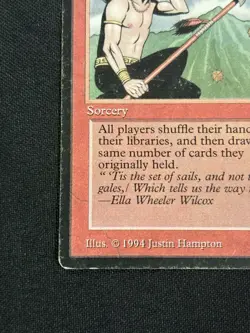 Sorcery
All players shuffle their hand
their libraries, and then draw
same number of cards they
originally held.
" 'Tis the set of sails, and not t
gales,/ Which tells us the way
—Ella Wheeler Wilcox
Illus. © 1994 Justin Hampton